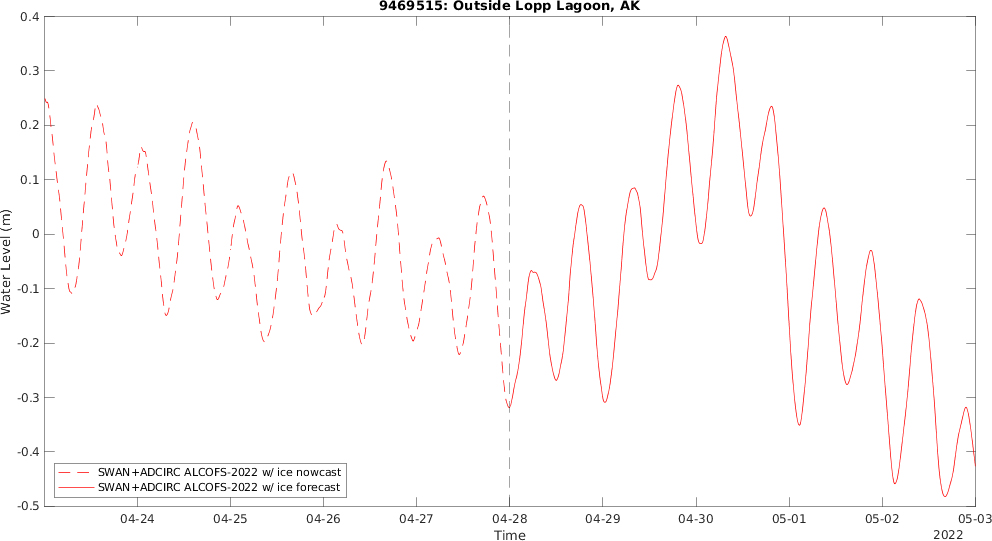 9469515: Outside Lopp Lagoon, AK
0.4
0.3
0.2
0.1
0
-0.1
-0.2
-0.3
-0.4
-0.5
Water Level (m)
SWAN+ADCIRC ALCOFS-2022 w/ ice nowcast
SWAN+ADCIRC ALCOFS-2022 w/ ice forecast
04-24 04-25 04-26 04-27 04-28 04-29 04-30 05-01 05-02 05-03
Time
2022